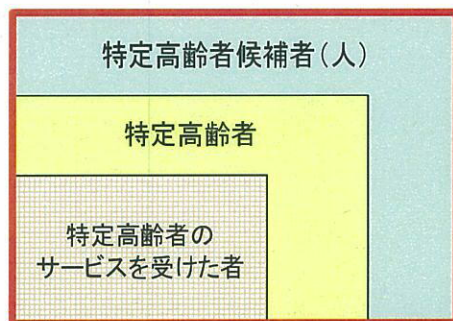 特定高齢者候補者(人)
特定高齢者
特定高齢者の
サービスを受けた者